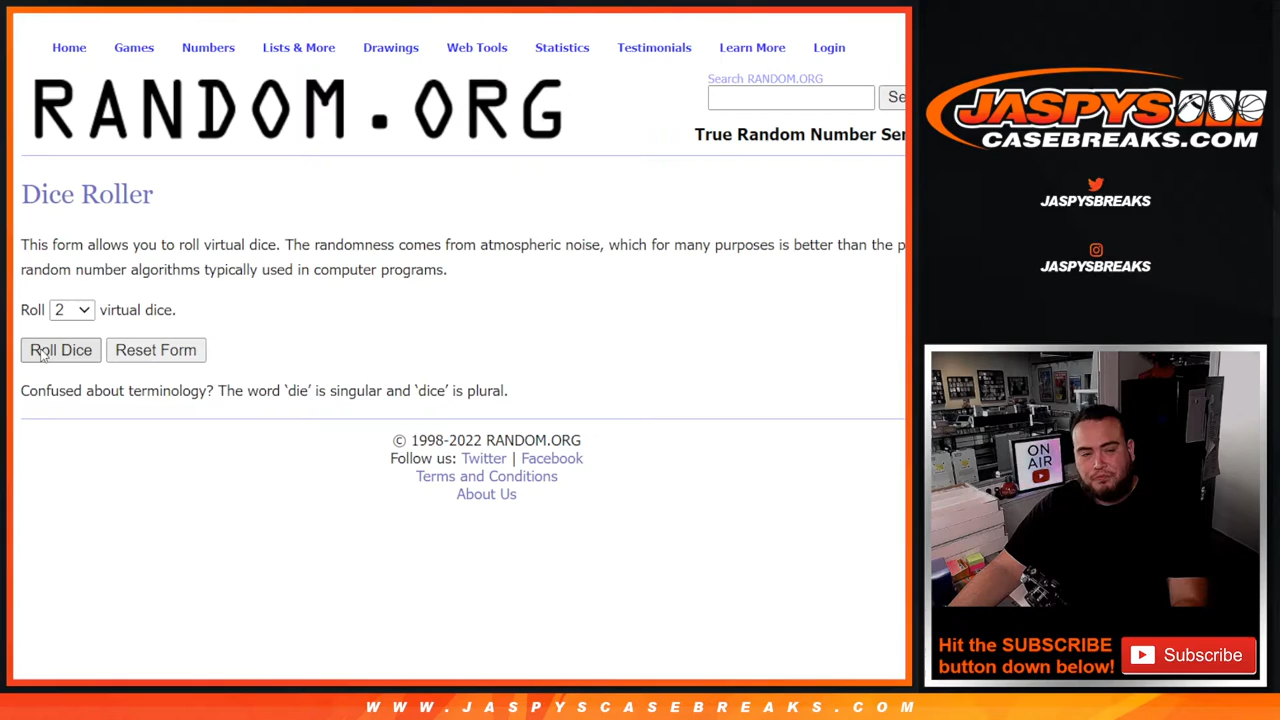 Home Games Numbers Lists & More Drawings Web Tools Statistics Testimonials Learn More Login
RANDOM.ORG
Search RANDOM.ORG
Se
True Random Number Ser
Dice Roller
This form allows you to roll virtual dice. The randomness comes from atmospheric noise, which for many purposes is better than the p
random number algorithms typically used in computer programs.
Roll 2 virtual dice.
Roll Dice Reset Form
Confused about terminology? The word ‘die’ is singular and ‘dice’ is plural.
© 1998-2022 RANDOM.ORG
Follow us: Twitter | Facebook
Terms and Conditions
About Us
JASPYS
CASEBREAKS.COM
JASPYSBREAKS
JASPYSBREAKS
ON
AIR
Hit the SUBSCRIBE
button down below!
Subscribe
WWW.JASPYSCASEBREAKS.COM